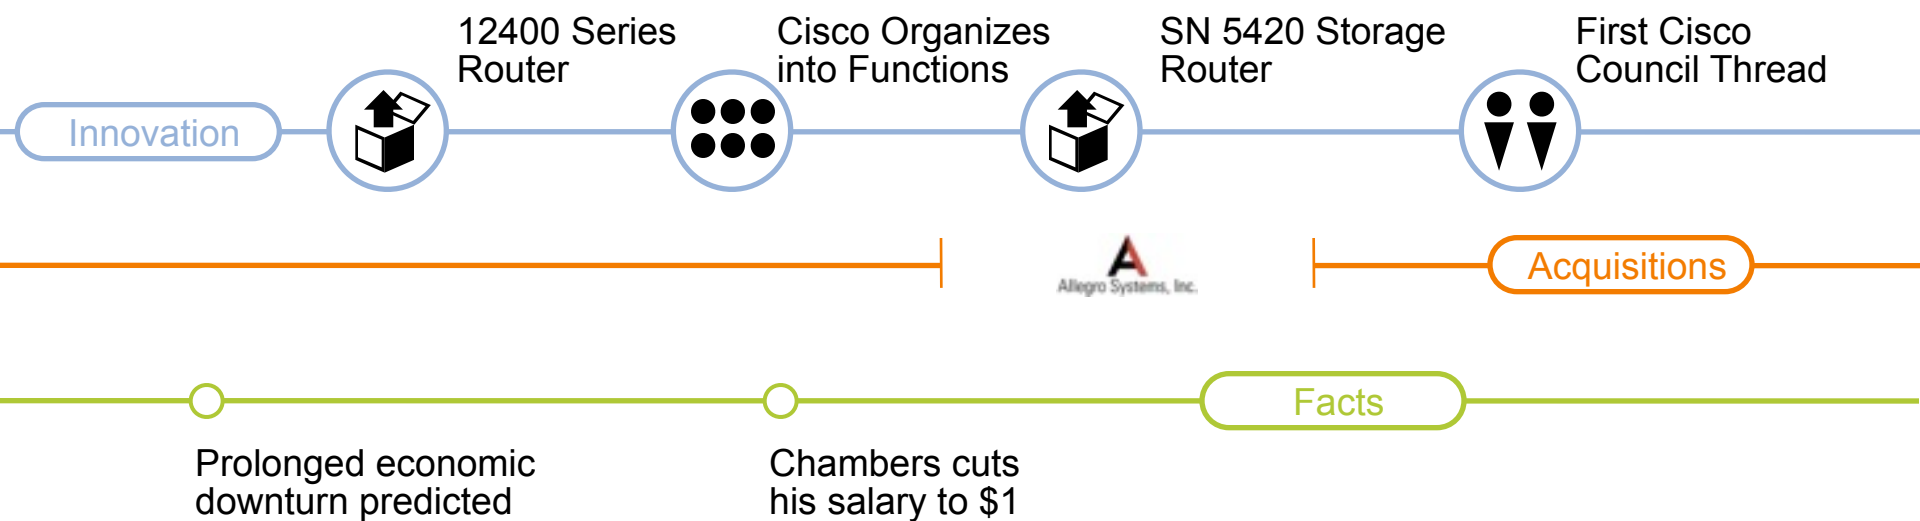 12400 Series
Router
Cisco Organizes
into Functions
SN 5420 Storage
Router
First Cisco
Council Thread
Innovation
Allegro Systems, Inc.
Acquisitions
Facts
Prolonged economic
downturn predicted
Chambers cuts
his salary to $1